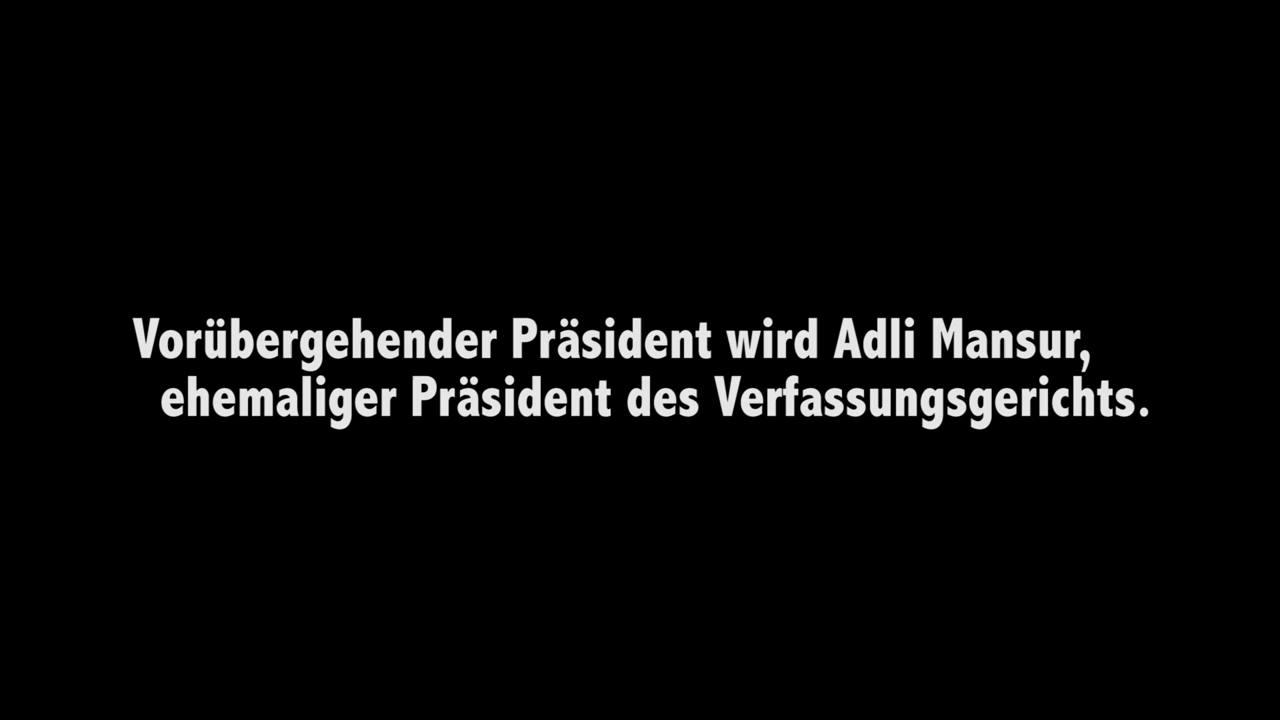 Vorübergehender Präsident wird Adli Mansur,
ehemaliger Präsident des Verfassungsgerichts.